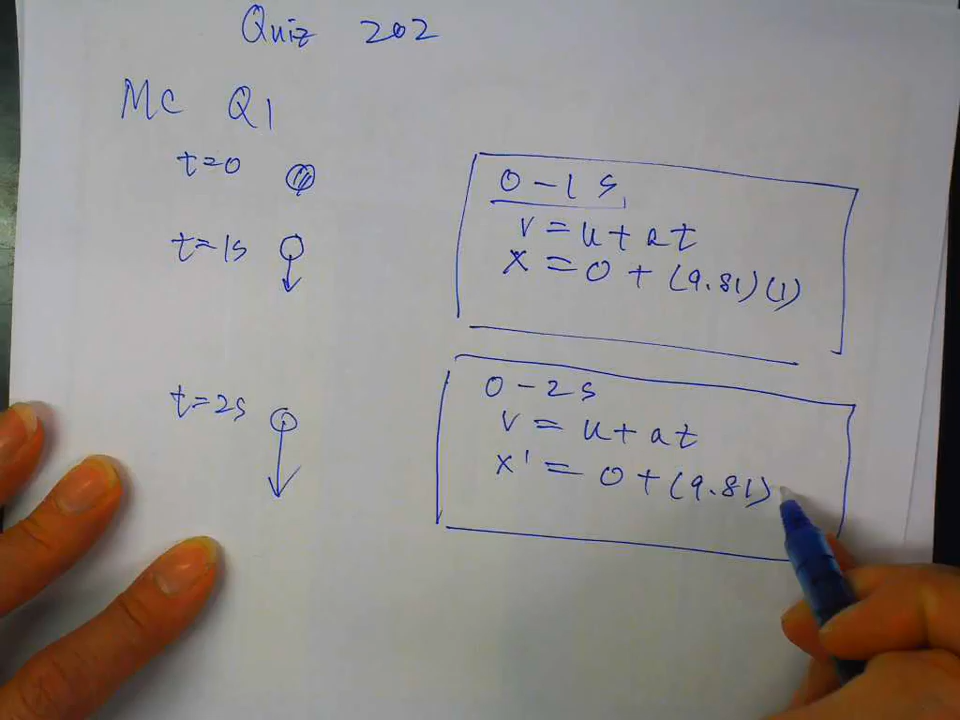 Quiz 202
MC Q1
t=0
t=1s
t=2s
0-1 s
v=u+at
x=0+(9.81)(1)
0-2s
v=u+at
x'=0+(9.81)